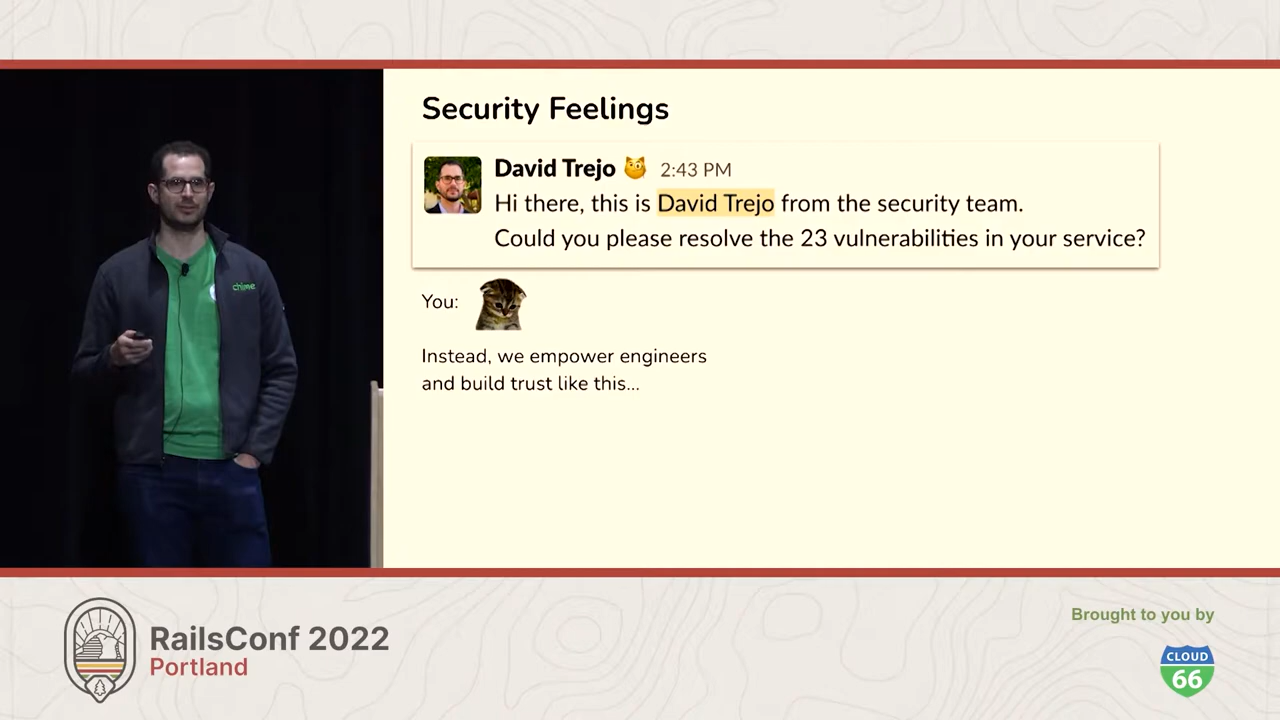 Security Feelings
David Trejo 2:43 PM
Hi there, this is David Trejo from the security team.
Could you please resolve the 23 vulnerabilities in your service?
You:
Instead, we empower engineers
and build trust like this...
chime
RailsConf 2022
Portland
Brought to you by
CLOUD
66